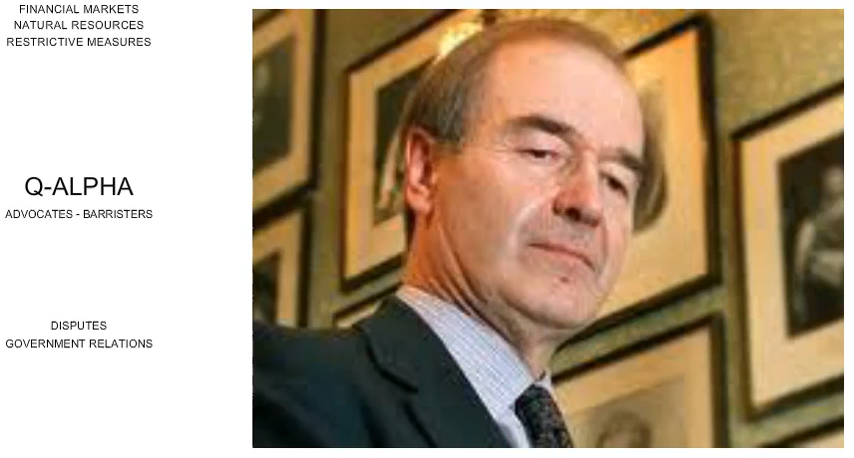 FINANCIAL MARKETS
NATURAL RESOURCES
RESTRICTIVE MEASURES
Q-ALPHA
ADVOCATES - BARRISTERS
DISPUTES
GOVERNMENT RELATIONS